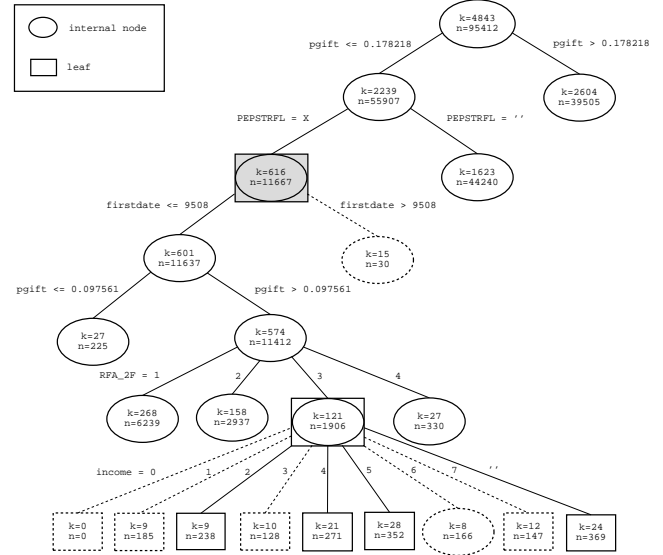 internal node
leaf
k=4843
n=95412
pgift <= 0.178218
pgift > 0.178218
k=2239
n=55907
k=2604
n=39505
PEPSTRFL = X
PEPSTRFL = ''
k=616
n=11667
k=1623
n=44240
firstdate <= 9508
firstdate > 9508
k=601
n=11637
k=15
n=30
pgift <= 0.097561
pgift > 0.097561
k=27
n=225
k=574
n=11412
RFA_2F = 1
2
3
4
k=268
n=6239
k=158
n=2937
k=121
n=1906
k=27
n=330
income = 0
1
2
3
4
5
6
7
''
k=0
n=0
k=9
n=185
k=9
n=238
k=10
n=128
k=21
n=271
k=28
n=352
k=8
n=166
k=12
n=147
k=24
n=369